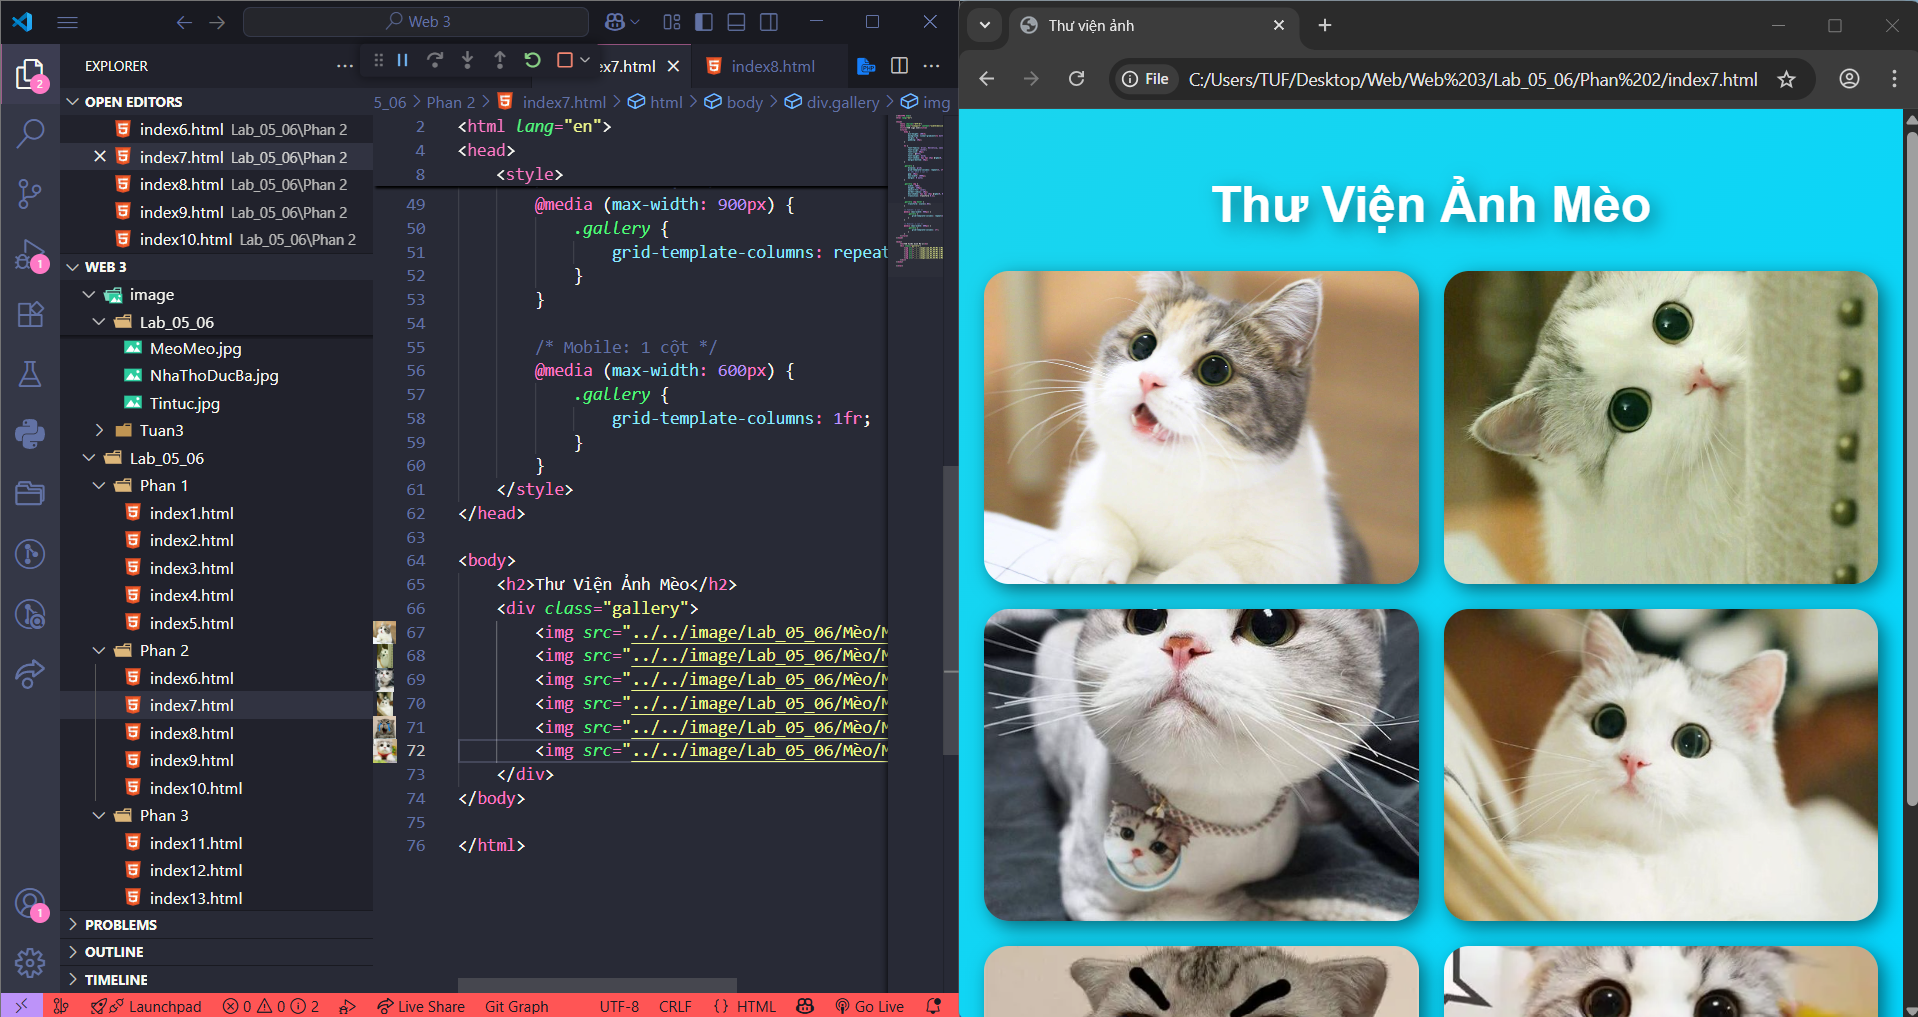 Web 3
EXPLORER
ex7.html
index8.html
OPEN EDITORS
index6.html Lab_05_06\Phan 2
index7.html Lab_05_06\Phan 2
index8.html Lab_05_06\Phan 2
index9.html Lab_05_06\Phan 2
index10.html Lab_05_06\Phan 2
WEB 3
image
Lab_05_06
MeoMeo.jpg
NhaThoDucBa.jpg
Tintuc.jpg
Tuan3
Lab_05_06
Phan 1
index1.html
index2.html
index3.html
index4.html
index5.html
Phan 2
index6.html
index7.html
index8.html
index9.html
index10.html
Phan 3
index11.html
index12.html
index13.html
PROBLEMS
OUTLINE
TIMELINE
2
1
1
5_06 > Phan 2 > index7.html > html > body > div.gallery > img
2 <html lang="en">
4 <head>
8 <style>
49 @media (max-width: 900px) {
50 .gallery {
51 grid-template-columns: repeat
52 }
53 }
54
55 /* Mobile: 1 cột */
56 @media (max-width: 600px) {
57 .gallery {
58 grid-template-columns: 1fr;
59 }
60 }
61 </style>
62 </head>
63
64 <body>
65 <h2>Thư Viện Ảnh Mèo</h2>
66 <div class="gallery">
67 <img src="../../image/Lab_05_06/Mèo/M
68 <img src="../../image/Lab_05_06/Mèo/M
69 <img src="../../image/Lab_05_06/Mèo/M
70 <img src="../../image/Lab_05_06/Mèo/M
71 <img src="../../image/Lab_05_06/Mèo/M
72 <img src="../../image/Lab_05_06/Mèo/M
73 </div>
74 </body>
75
76 </html>
Launchpad 0 0 2 Live Share Git Graph UTF-8 CRLF {} HTML Go Live
Thư viện ảnh
File C:/Users/TUF/Desktop/Web/Web%203/Lab_05_06/Phan%202/index7.html
Thư Viện Ảnh Mèo